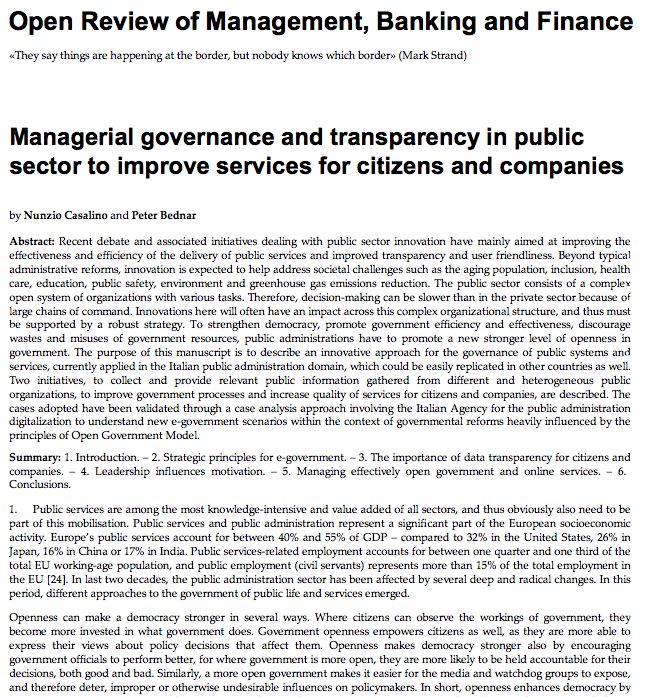 Open Review of Management, Banking and Finance
«They say things are happening at the border, but nobody knows which border» (Mark Strand)
Managerial governance and transparency in public
sector to improve services for citizens and companies
by Nunzio Casalino and Peter Bednar
Abstract: Recent debate and associated initiatives dealing with public sector innovation have mainly aimed at improving the
effectiveness and efficiency of the delivery of public services and improved transparency and user friendliness. Beyond typical
administrative reforms, innovation is expected to help address societal challenges such as the aging population, inclusion, health
care, education, public safety, environment and greenhouse gas emissions reduction. The public sector consists of a complex
open system of organizations with various tasks. Therefore, decision-making can be slower than in the private sector because of
large chains of command. Innovations here will often have an impact across this complex organizational structure, and thus must
be supported by a robust strategy. To strengthen democracy, promote government efficiency and effectiveness, discourage
wastes and misuses of government resources, public administrations have to promote a new stronger level of openness in
government. The purpose of this manuscript is to describe an innovative approach for the governance of public systems and
services, currently applied in the Italian public administration domain, which could be easily replicated in other countries as well.
Two initiatives, to collect and provide relevant public information gathered from different and heterogeneous public
organizations, to improve government processes and increase quality of services for citizens and companies, are described. The
cases adopted have been validated through a case analysis approach involving the Italian Agency for the public administration
digitalization to understand new e-government scenarios within the context of governmental reforms heavily influenced by the
principles of Open Government Model.
Summary: 1. Introduction. – 2. Strategic principles for e-government. – 3. The importance of data transparency for citizens and
companies. – 4. Leadership influences motivation. – 5. Managing effectively open government and online services. – 6.
Conclusions.
1. Public services are among the most knowledge-intensive and value added of all sectors, and thus obviously also need to be
part of this mobilisation. Public services and public administration represent a significant part of the European socioeconomic
activity. Europe's public services account for between 40% and 55% of GDP – compared to 32% in the United States, 26% in
Japan, 16% in China or 17% in India. Public services-related employment accounts for between one quarter and one third of the
total EU working-age population, and public employment (civil servants) represents more than 15% of the total employment in
the EU [24]. In last two decades, the public administration sector has been affected by several deep and radical changes. In this
period, different approaches to the government of public life and services emerged.
Openness can make a democracy stronger in several ways. Where citizens can observe the workings of government, they
become more invested in what government does. Government openness empowers citizens as well, as they are more able to
express their views about policy decisions that affect them. Openness makes democracy stronger also by encouraging
government officials to perform better, for where government is more open, they are more likely to be held accountable for their
decisions, both good and bad. Similarly, a more open government makes it easier for the media and watchdog groups to expose,
and therefore deter, improper or otherwise undesirable influences on policymakers. In short, openness enhances democracy by